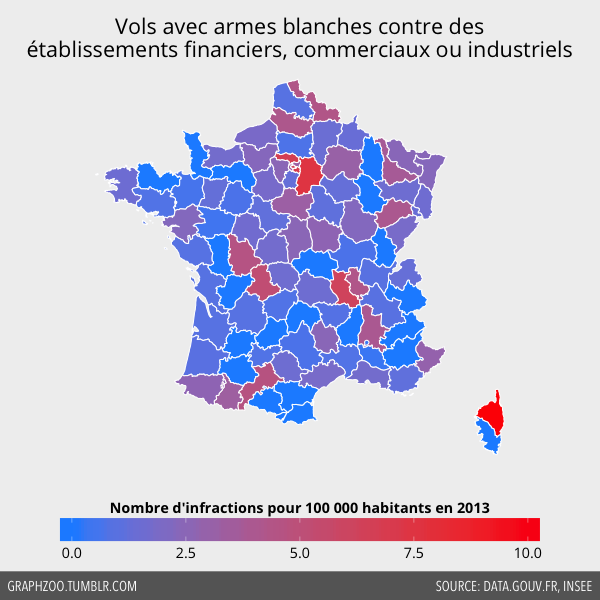 Vols avec armes blanches contre des
établissements financiers, commerciaux ou industriels
Nombre d'infractions pour 100 000 habitants en 2013
0.0 2.5 5.0 7.5 10.0
GRAPHZOO.TUMBLR.COM SOURCE: DATA.GOUV.FR, INSEE